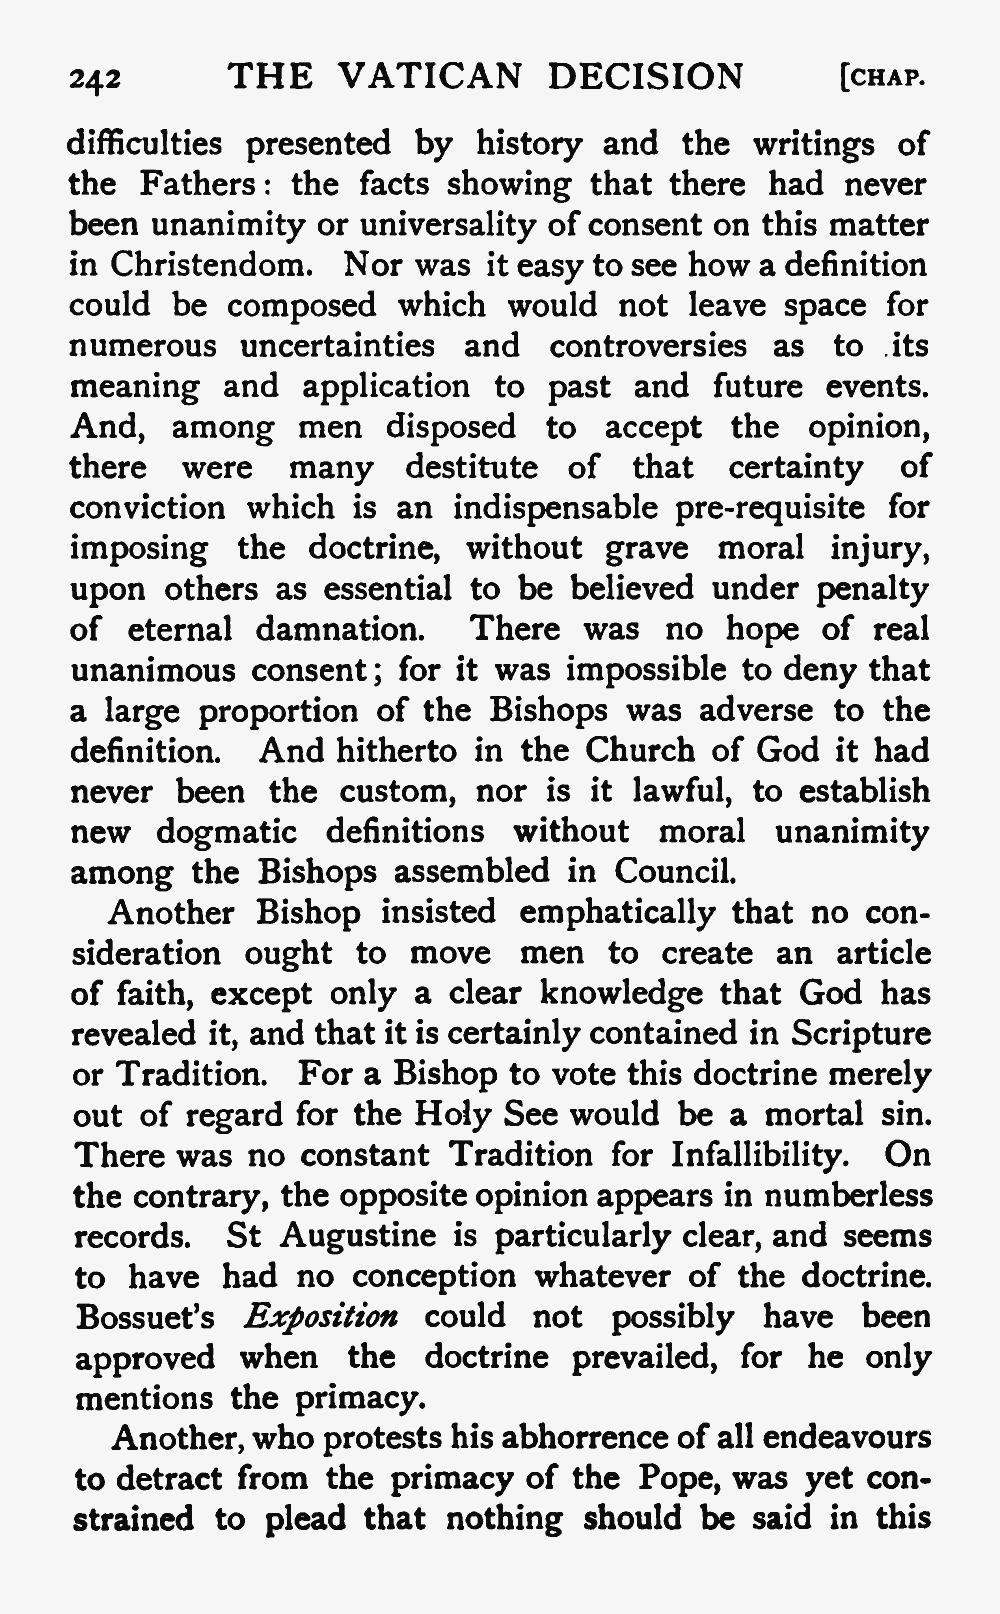 242 THE VATICAN DECISION [CHAP.
difficulties presented by history and the writings of
the Fathers: the facts showing that there had never
been unanimity or universality of consent on this matter
in Christendom. Nor was it easy to see how a definition
could be composed which would not leave space for
numerous uncertainties and controversies as to its
meaning and application to past and future events.
And, among men disposed to accept the opinion,
there were many destitute of that certainty of
conviction which is an indispensable pre-requisite for
imposing the doctrine, without grave moral injury,
upon others as essential to be believed under penalty
of eternal damnation. There was no hope of real
unanimous consent; for it was impossible to deny that
a large proportion of the Bishops was adverse to the
definition. And hitherto in the Church of God it had
never been the custom, nor is it lawful, to establish
new dogmatic definitions without moral unanimity
among the Bishops assembled in Council.
Another Bishop insisted emphatically that no con-
sideration ought to move men to create an article
of faith, except only a clear knowledge that God has
revealed it, and that it is certainly contained in Scripture
or Tradition. For a Bishop to vote this doctrine merely
out of regard for the Holy See would be a mortal sin.
There was no constant Tradition for Infallibility. On
the contrary, the opposite opinion appears in numberless
records. St Augustine is particularly clear, and seems
to have had no conception whatever of the doctrine.
Bossuet's Exposition could not possibly have been
approved when the doctrine prevailed, for he only
mentions the primacy.
Another, who protests his abhorrence of all endeavours
to detract from the primacy of the Pope, was yet con-
strained to plead that nothing should be said in this